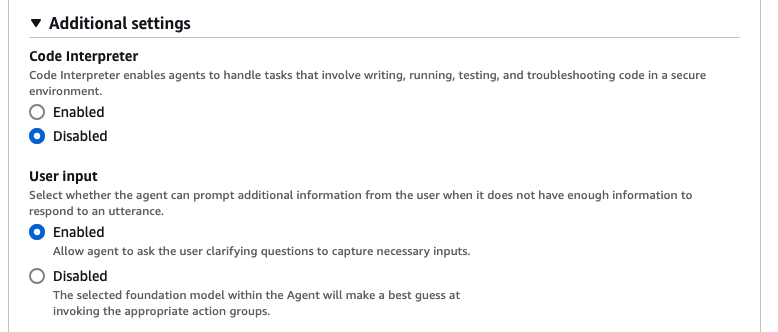 Additional settings
Code Interpreter
Code Interpreter enables agents to handle tasks that involve writing, running, testing, and troubleshooting code in a secure
environment.
Enabled
Disabled
User input
Select whether the agent can prompt additional information from the user when it does not have enough information to
respond to an utterance.
Enabled
Allow agent to ask the user clarifying questions to capture necessary inputs.
Disabled
The selected foundation model within the Agent will make a best guess at
invoking the appropriate action groups.